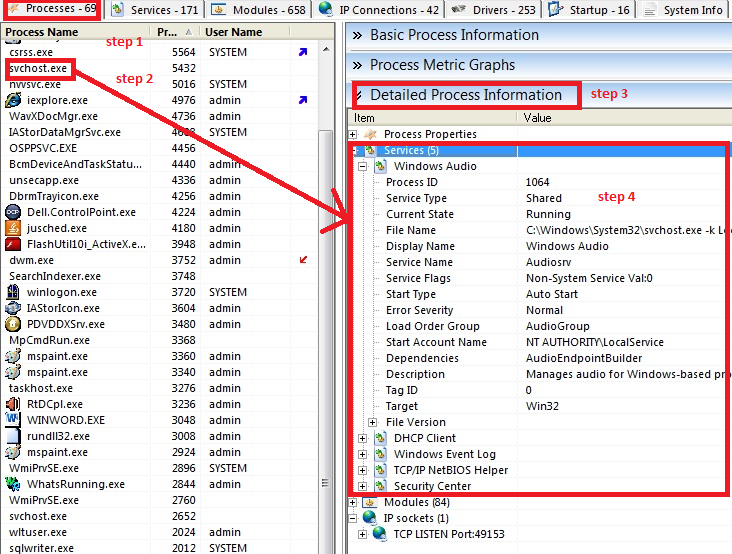 Processes - 69 Services - 171 Modules - 658 IP Connections - 42 Drivers - 253 Startup - 16 System Info
Process Name Pr... User Name
step 1
csrss.exe 5564 SYSTEM
svchost.exe 5432
step 2
nvvsvc.exe 5016 SYSTEM
iexplore.exe 4976 admin
WavXDocMgr.exe 4736 admin
IAStorDataMgrSvc.exe 4608 SYSTEM
OSPPSVC.EXE 4456
BcmDeviceAndTaskStatu... 4440 admin
unsecapp.exe 4336 admin
DbrmTrayicon.exe 4256 admin
Dell.ControlPoint.exe 4224 admin
jusched.exe 4180 admin
FlashUtil10i_ActiveX.e... 3948 admin
dwm.exe 3752 admin
SearchIndexer.exe 3748
winlogon.exe 3720 SYSTEM
IAStorIcon.exe 3604 admin
PDVDDXSrv.exe 3480 admin
MpCmdRun.exe 3368
mspaint.exe 3360 admin
mspaint.exe 3340 admin
taskhost.exe 3276 admin
RtDCpl.exe 3236 admin
WINWORD.EXE 3048 admin
rundll32.exe 3008 admin
mspaint.exe 2924 admin
WmiPrvSE.exe 2896 SYSTEM
WhatsRunning.exe 2844 admin
WmiPrvSE.exe 2760
svchost.exe 2652
wltuser.exe 2024 admin
sqlwriter.exe 2012 SYSTEM
Basic Process Information
Process Metric Graphs
Detailed Process Information step 3
Item Value
Process Properties
Services (5)
Windows Audio
Process ID 1064
step 4
Service Type Shared
Current State Running
File Name C:\Windows\System32\svchost.exe -k Lo
Display Name Windows Audio
Service Name Audiosrv
Service Flags Non-System Service Val:0
Start Type Auto Start
Error Severity Normal
Load Order Group AudioGroup
Start Account Name NT AUTHORITY\LocalService
Dependencies AudioEndpointBuilder
Description Manages audio for Windows-based pro
Tag ID 0
Target Win32
File Version
DHCP Client
Windows Event Log
TCP/IP NetBIOS Helper
Security Center
Modules (84)
IP sockets (1)
TCP LISTEN Port:49153